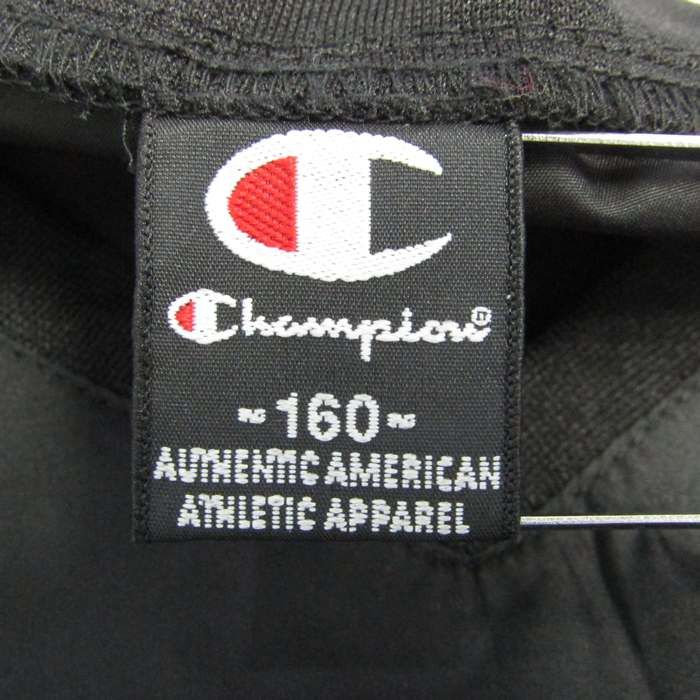 Champion®
~160~
AUTHENTIC AMERICAN
ATHLETIC APPAREL